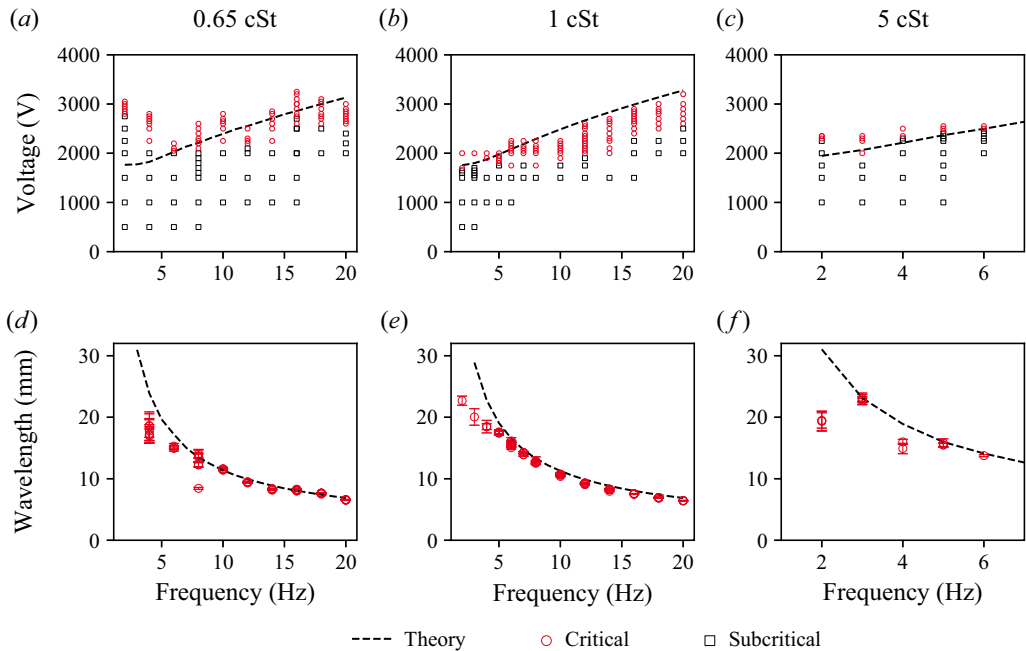 (a) 0.65 cSt (b) 1 cSt (c) 5 cSt
4000 4000 4000
3000 3000 3000
2000 2000 2000
1000 1000 1000
0 0 0
Voltage (V)
5 10 15 20 5 10 15 20 2 4 6
(d) (e) (f)
30 30 30
20 20 20
10 10 10
0 0 0
Wavelength (mm)
5 10 15 20 5 10 15 20 2 4 6
Frequency (Hz) Frequency (Hz) Frequency (Hz)
Theory Critical Subcritical